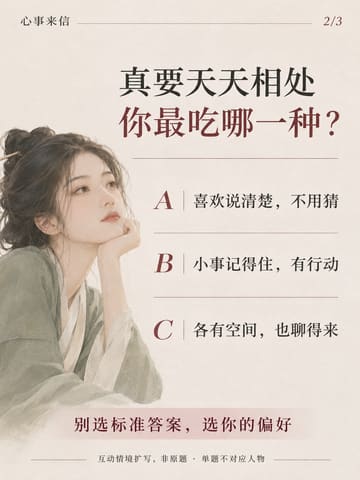 心事来信
2/3
真要天天相处
你最吃哪一种？
A 喜欢说清楚，不用猜
B 小事记得住，有行动
C 各有空间，也聊得来
别选标准答案，选你的偏好
互动情境扩写，非原题 · 单题不对应人物